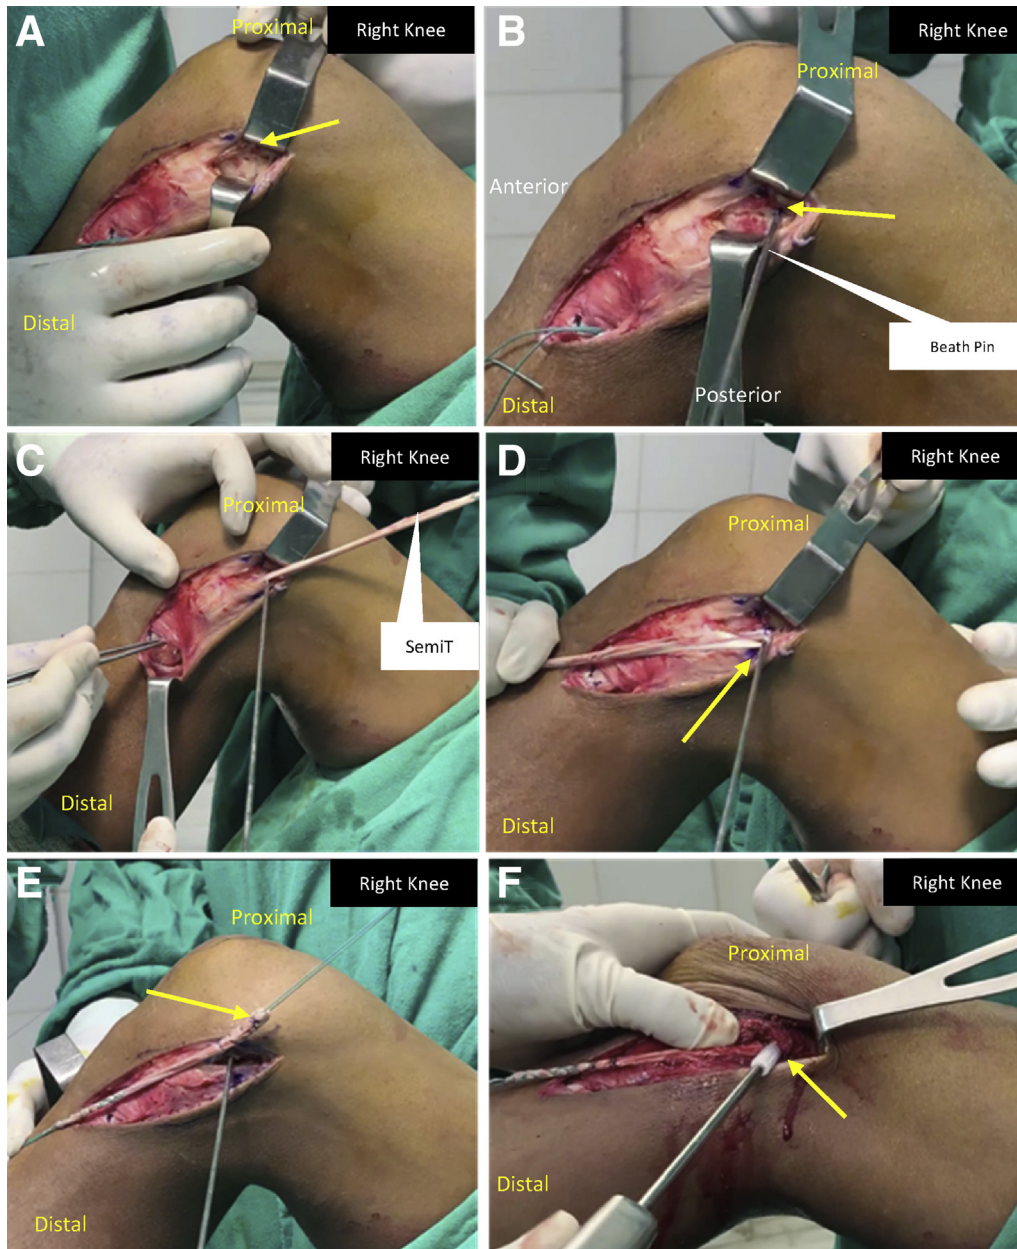 A
Proximal
Right Knee
Distal
B
Right Knee
Proximal
Anterior
Beath Pin
Posterior
Distal
C
Right Knee
Proximal
SemiT
Distal
D
Right Knee
Proximal
Distal
E
Right Knee
Proximal
Distal
F
Right Knee
Proximal
Distal